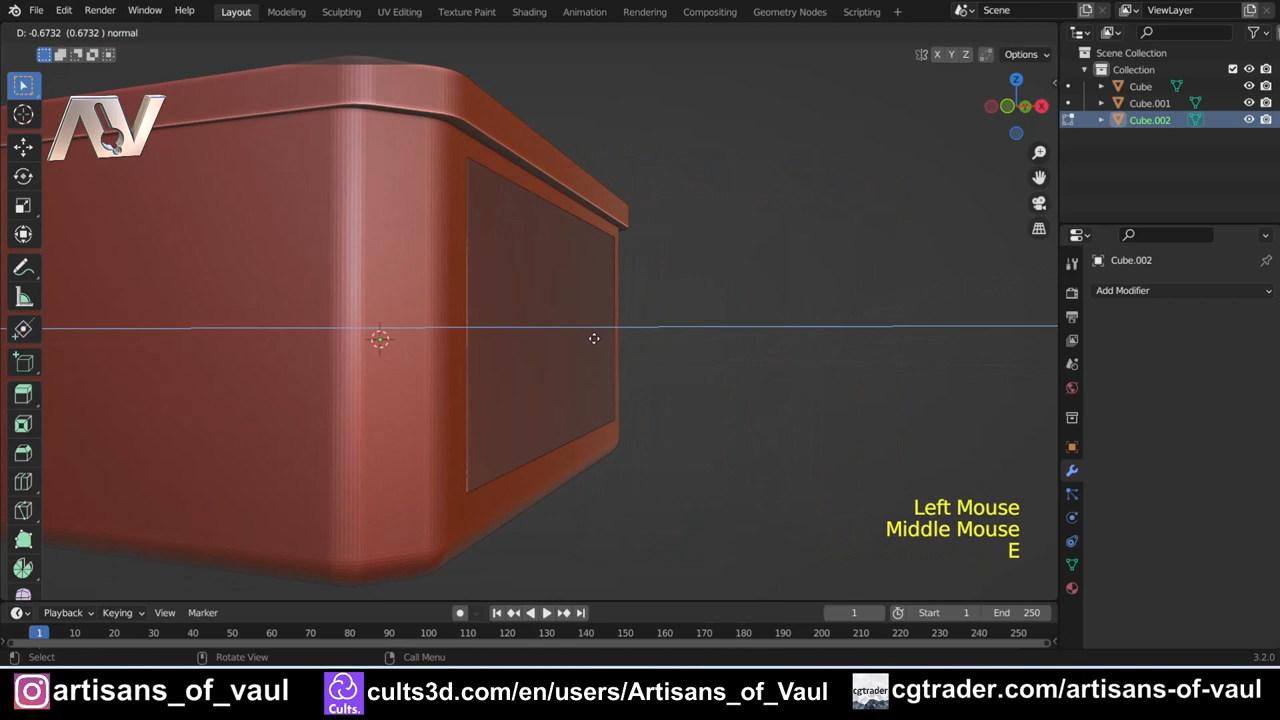 File Edit Render Window Help Layout Modeling Sculpting UV Editing Texture Paint Shading Animation Rendering Compositing Geometry Nodes Scripting + Scene ViewLayer
D: -0.6732 (0.6732 ) normal
X Y Z Options
Scene Collection
Collection
Cube
Cube.001
Cube.002
Z
X
Y
AV
Cube.002
Add Modifier
Left Mouse
Middle Mouse
E
Playback Keying View Marker 1 Start 1 End 250
1 10 20 30 40 50 60 70 80 90 100 110 120 130 140 150 160 170 180 190 200 210 220 230 240 250
Select Rotate View Call Menu 3.2.0
artisans_of_vaul Cults. cults3d.com/en/users/Artisans_of_Vaul cgtrader cgtrader.com/artisans-of-vaul